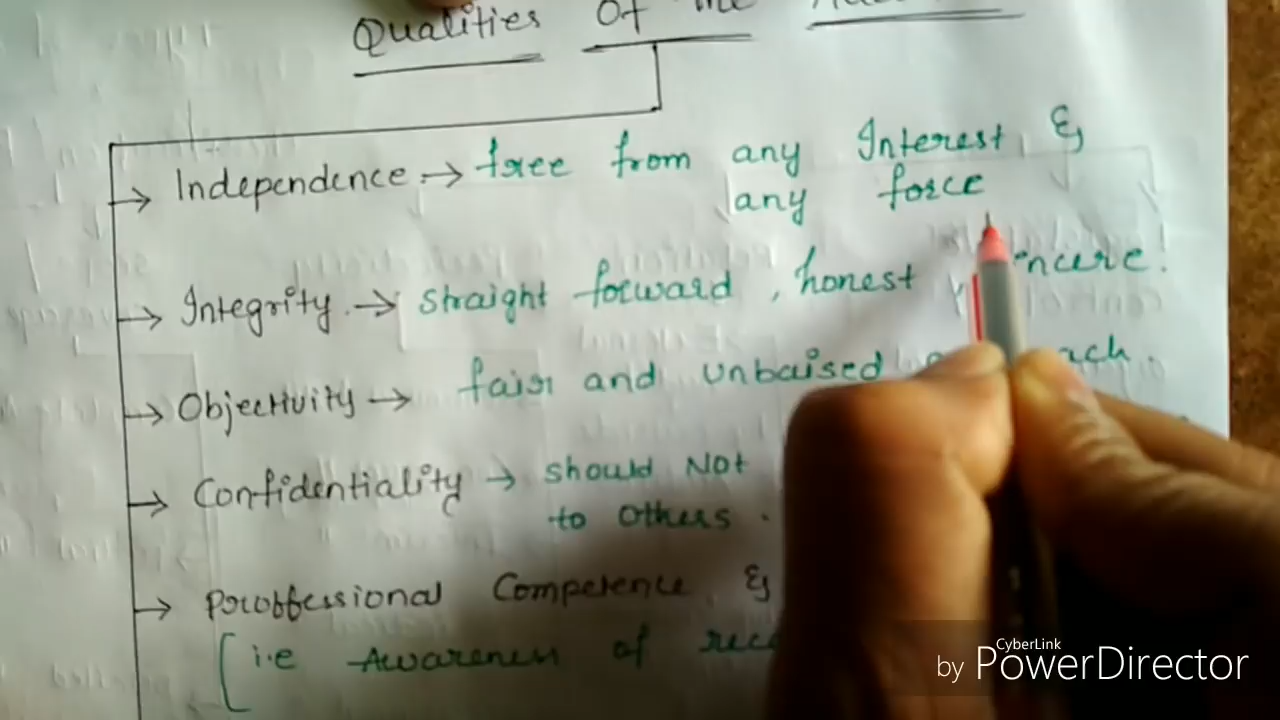 Qualities Of the
→ Independence → free from any Interest &
any force
→ Integrity → straight forward, honest
→ Objectivity → fair and unbaised
→ Confidentiality → should Not
to others.
→ Proffessional Competence &
[i.e Awareness of
CyberLink
by PowerDirector